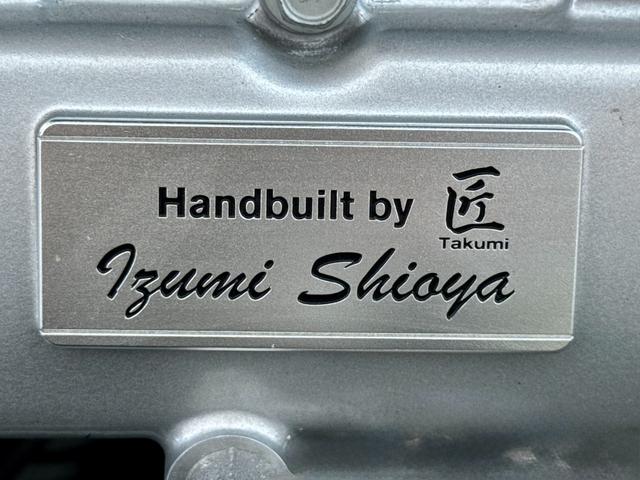 Handbuilt by 匠
Takumi
Izumi Shioya